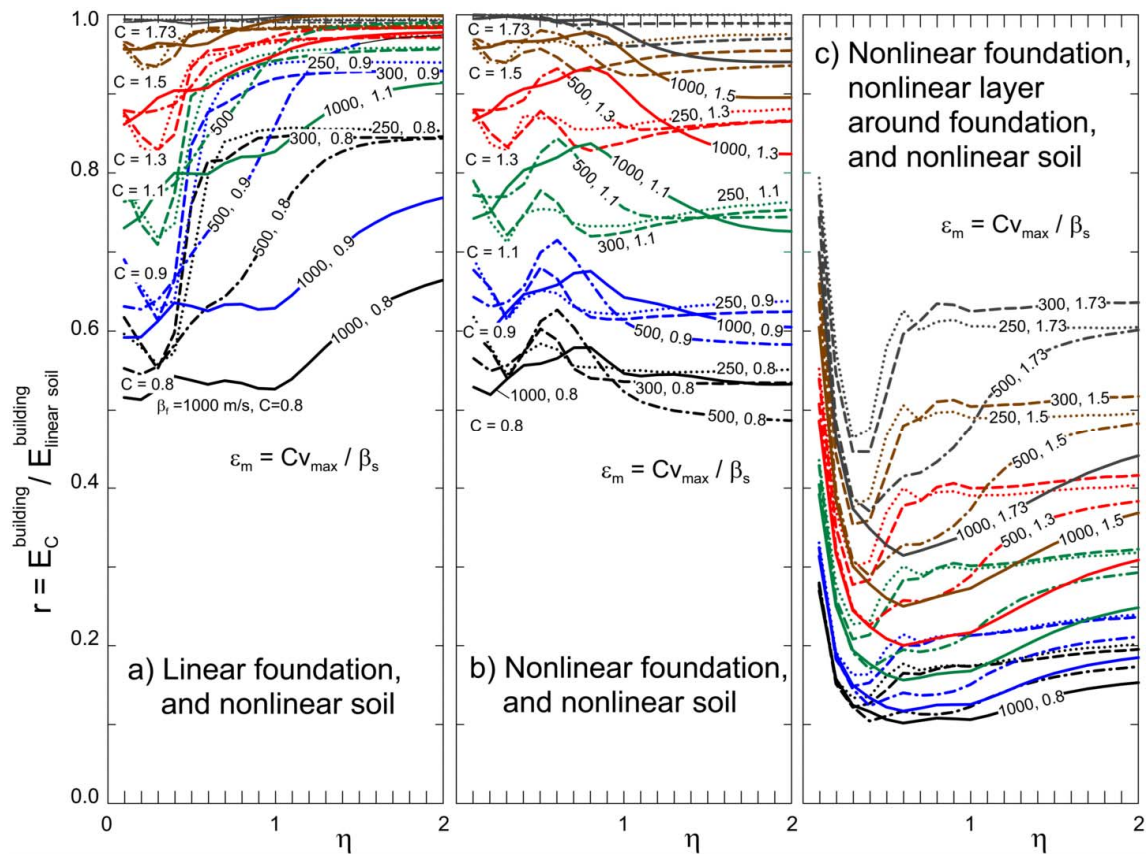 r = E_C^building / E_linear soil^building
1.0
0.8
0.6
0.4
0.2
0.0
C = 1.73
C = 1.5
C = 1.3
C = 1.1
C = 0.9
C = 0.8
250, 0.9
300, 0.9
1000, 1.1
500
250, 0.8
300, 0.8
500, 0.9
500, 0.8
1000, 0.9
1000, 0.8
β_f =1000 m/s, C=0.8
ε_m = Cv_max / β_s
a) Linear foundation,
and nonlinear soil
0
1
η
2
C = 1.73
C = 1.5
C = 1.3
C = 1.1
C = 0.9
C = 0.8
1000, 1.5
500, 1.3
250, 1.3
1000, 1.3
500, 1.1
1000, 1.1
250, 1.1
300, 1.1
250, 0.9
1000, 0.9
500, 0.9
250, 0.8
300, 0.8
1000, 0.8
500, 0.8
ε_m = Cv_max / β_s
b) Nonlinear foundation,
and nonlinear soil
1
η
2
c) Nonlinear foundation,
nonlinear layer
around foundation,
and nonlinear soil
ε_m = Cv_max / β_s
300, 1.73
250, 1.73
500, 1.73
300, 1.5
250, 1.5
500, 1.5
1000, 1.73
500, 1.3
1000, 1.5
1000, 0.8
1
η
2